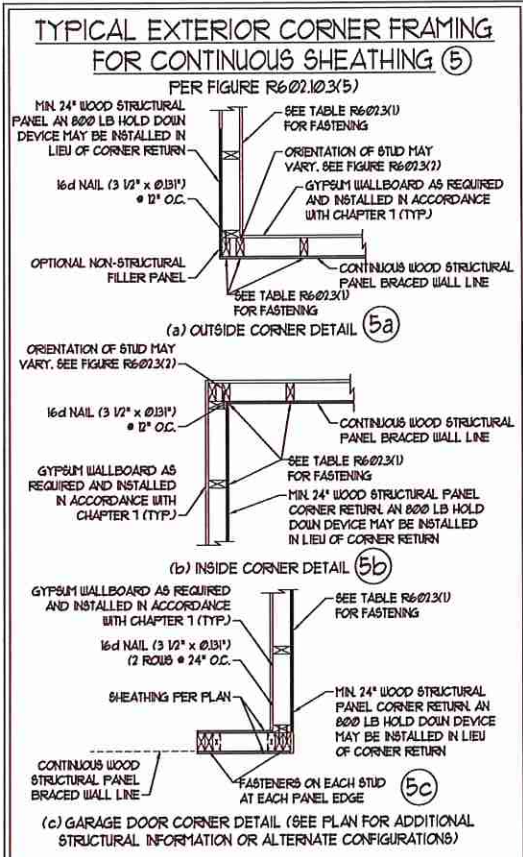 TYPICAL EXTERIOR CORNER FRAMING
FOR CONTINUOUS SHEATHING 5
PER FIGURE R602.10.3(5)
MIN. 24" WOOD STRUCTURAL
PANEL AN 800 LB HOLD DOWN
DEVICE MAY BE INSTALLED IN
LIEU OF CORNER RETURN
SEE TABLE R602.3(1)
FOR FASTENING
ORIENTATION OF STUD MAY
VARY. SEE FIGURE R602.3(2)
16d NAIL (3 1/2" x 0.131")
@ 12" O.C.
GYPSUM WALLBOARD AS REQUIRED
AND INSTALLED IN ACCORDANCE
WITH CHAPTER 7 (TYP.)
OPTIONAL NON-STRUCTURAL
FILLER PANEL
CONTINUOUS WOOD STRUCTURAL
PANEL BRACED WALL LINE
SEE TABLE R602.3(1)
FOR FASTENING
(a) OUTSIDE CORNER DETAIL 5a
ORIENTATION OF STUD MAY
VARY. SEE FIGURE R602.3(2)
16d NAIL (3 1/2" x 0.131")
@ 12" O.C.
CONTINUOUS WOOD STRUCTURAL
PANEL BRACED WALL LINE
GYPSUM WALLBOARD AS
REQUIRED AND INSTALLED
IN ACCORDANCE WITH
CHAPTER 7 (TYP.)
SEE TABLE R602.3(1)
FOR FASTENING
MIN. 24" WOOD STRUCTURAL PANEL
CORNER RETURN. AN 800 LB HOLD
DOWN DEVICE MAY BE INSTALLED
IN LIEU OF CORNER RETURN
(b) INSIDE CORNER DETAIL 5b
GYPSUM WALLBOARD AS REQUIRED
AND INSTALLED IN ACCORDANCE
WITH CHAPTER 7 (TYP.)
SEE TABLE R602.3(1)
FOR FASTENING
16d NAIL (3 1/2" x 0.131")
(2 ROWS @ 24" O.C.
SHEATHING PER PLAN
MIN. 24" WOOD STRUCTURAL
PANEL CORNER RETURN. AN
800 LB HOLD DOWN DEVICE
MAY BE INSTALLED IN LIEU
OF CORNER RETURN
CONTINUOUS WOOD
STRUCTURAL PANEL
BRACED WALL LINE
FASTENERS ON EACH STUD
AT EACH PANEL EDGE
5c
(c) GARAGE DOOR CORNER DETAIL (SEE PLAN FOR ADDITIONAL
STRUCTURAL INFORMATION OR ALTERNATE CONFIGURATIONS)